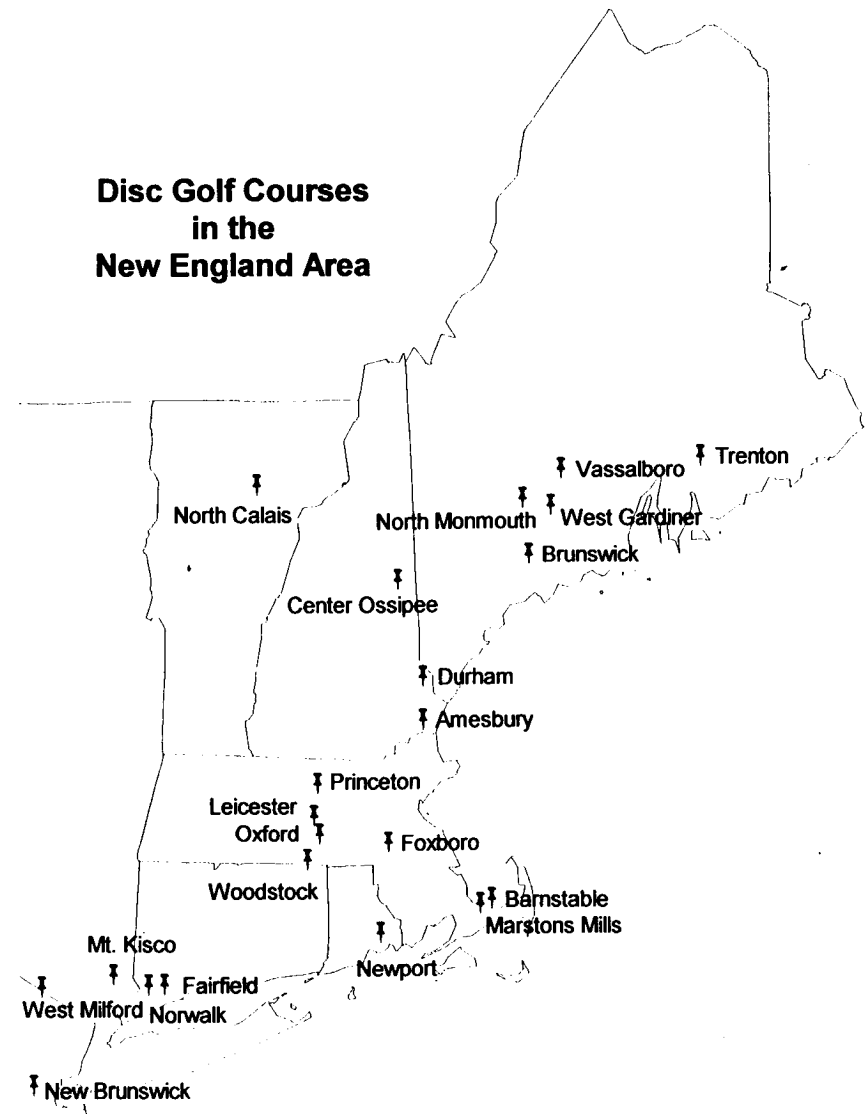 Disc Golf Courses
in the
New England Area
Trenton
Vassalboro
North Calais
North Monmouth
West Gardiner
Brunswick
Center Ossipee
Durham
Amesbury
Princeton
Leicester
Oxford
Foxboro
Woodstock
Barnstable
Marstons Mills
Mt. Kisco
Newport
Fairfield
West Milford
Norwalk
New Brunswick